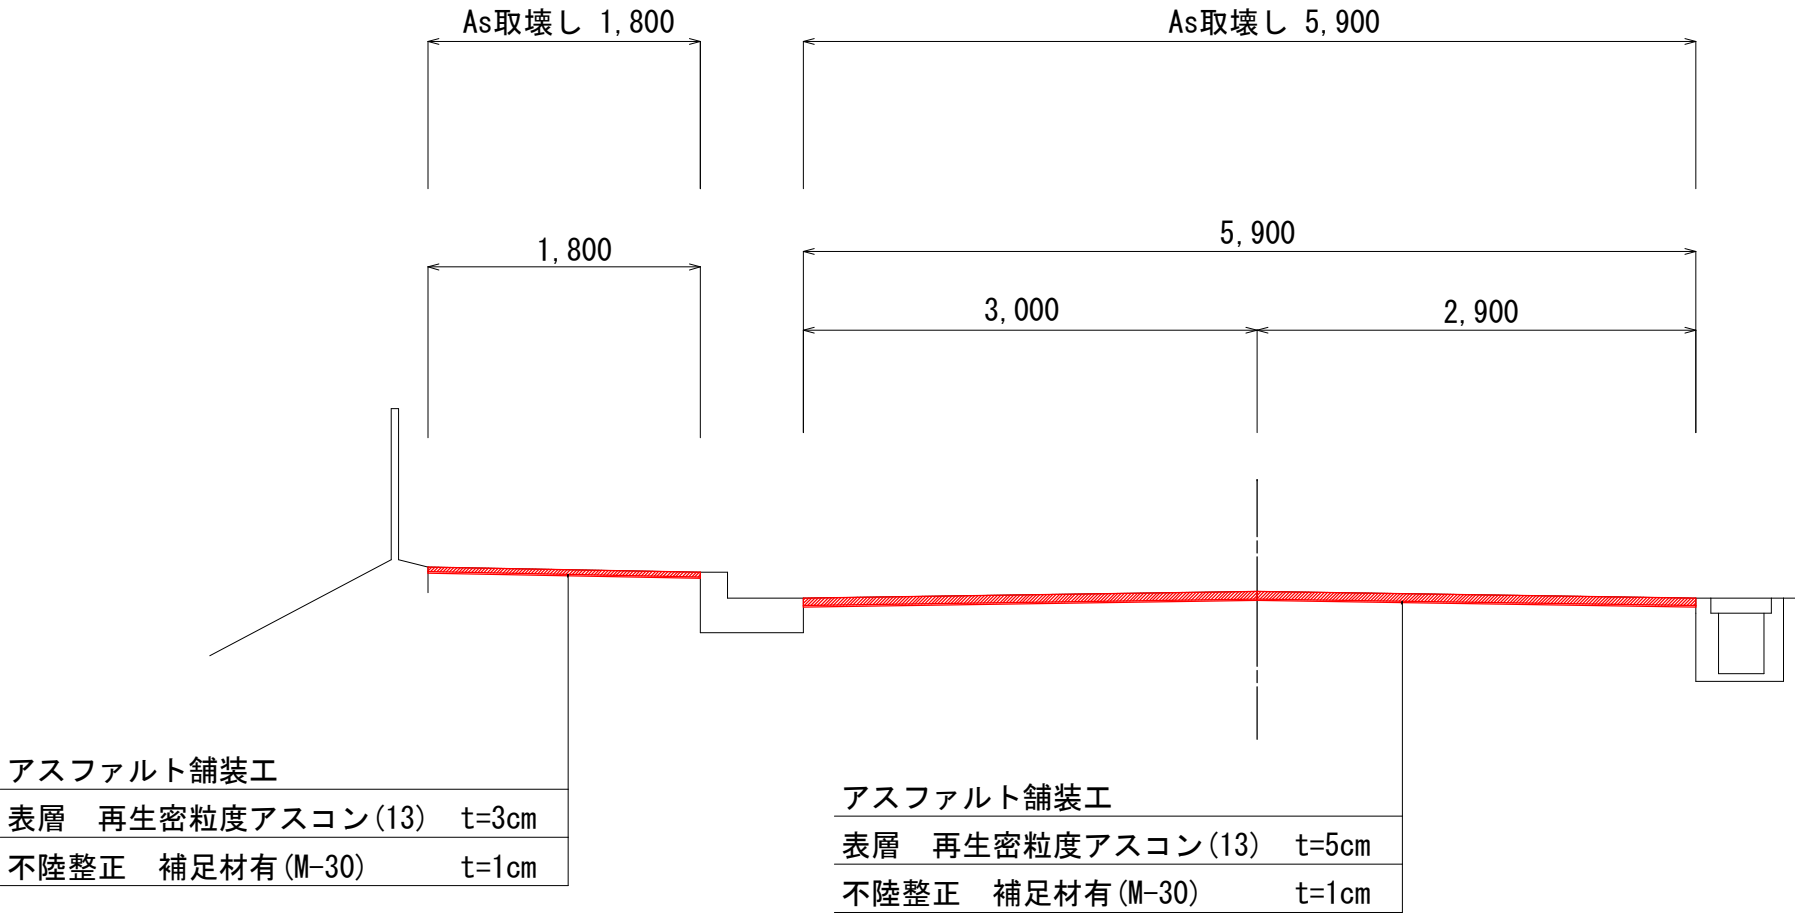 As取壊し 1,800
As取壊し 5,900
1,800
5,900
3,000
2,900
アスファルト舗装工
表層 再生密粒度アスコン(13) t=3cm
不陸整正 補足材有(M-30) t=1cm
アスファルト舗装工
表層 再生密粒度アスコン(13) t=5cm
不陸整正 補足材有(M-30) t=1cm